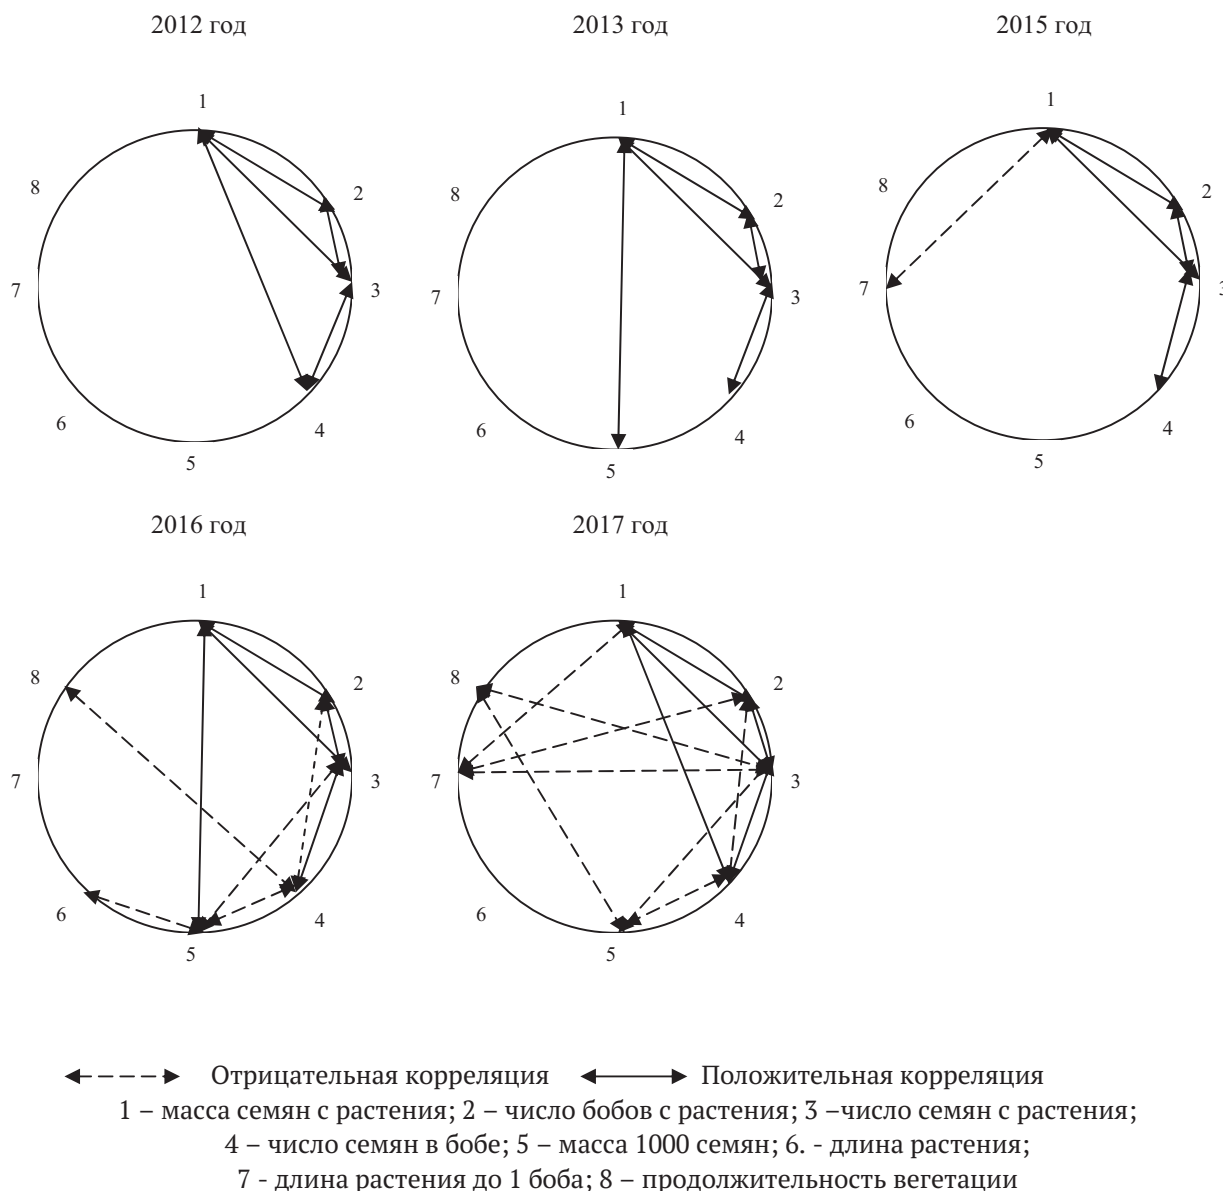 2012 год 2013 год 2015 год
1 1 1
8 2 8 2 8 2
7 3 7 3 7 3
6 4 6 4 6 4
5 5 5
2016 год 2017 год
1 1
8 2 8 2
7 3 7 3
6 4 6 4
5 5
Отрицательная корреляция Положительная корреляция
1 – масса семян с растения; 2 – число бобов с растения; 3 –число семян с растения;
4 – число семян в бобе; 5 – масса 1000 семян; 6. - длина растения;
7 - длина растения до 1 боба; 8 – продолжительность вегетации